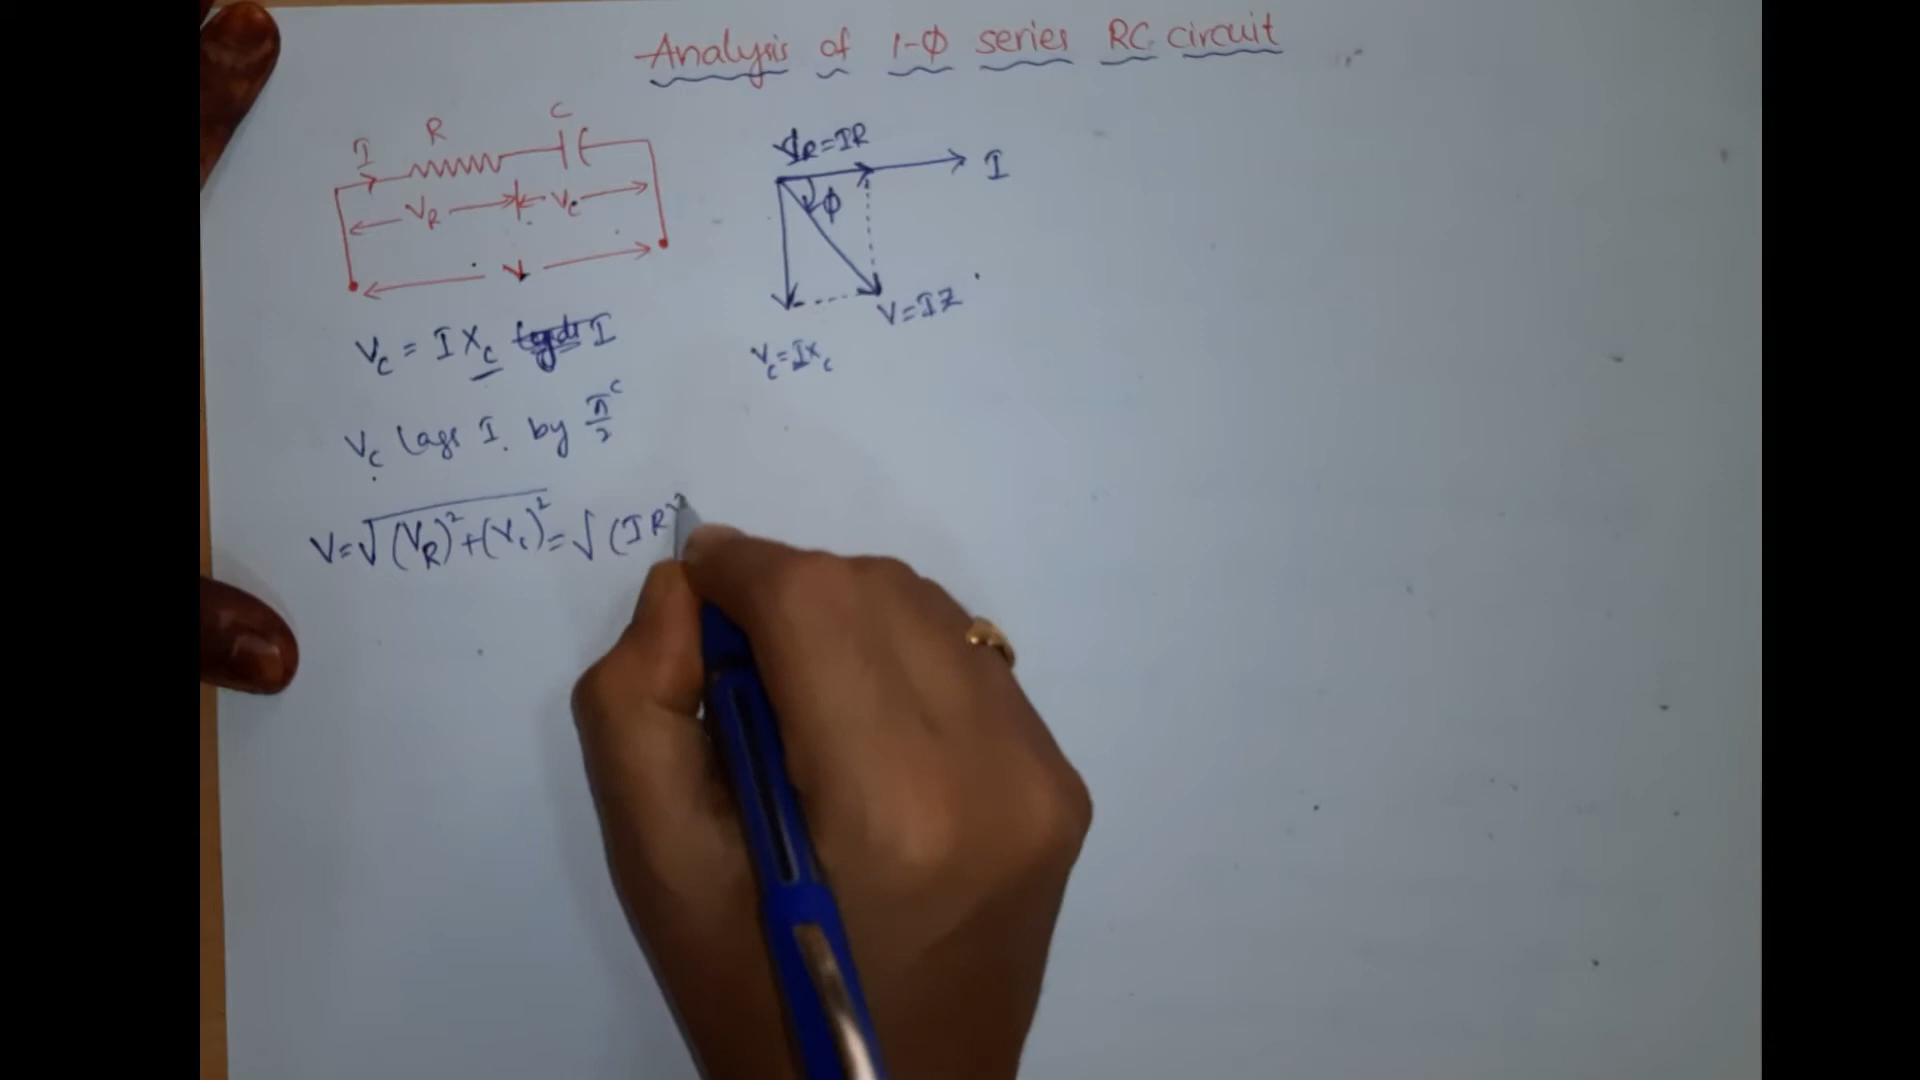 Analysis of 1-Φ series RC circuit
I R C
V_R V_C
V
V_R=IR
I
ϕ
V=IZ
V_C=IX_C
V_C = I X_C I
V_C lags I. by π^c/2
V=√(V_R)²+(V_C)²=√(IR)²